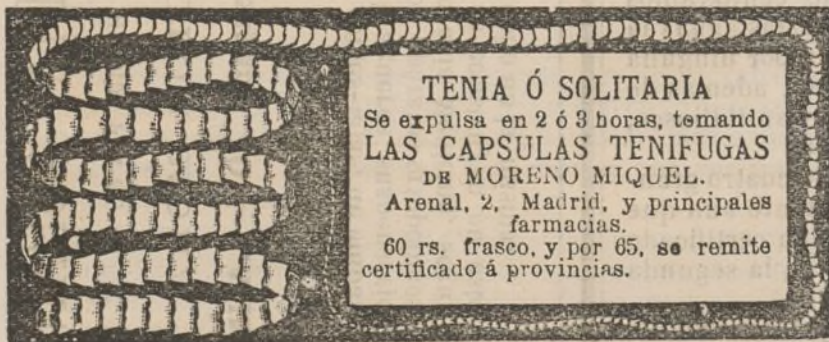 TENIA Ó SOLITARIA
Se expulsa en 2 ó 3 horas, tomando
LAS CAPSULAS TENIFUGAS
DE MORENO MIQUEL.
Arenal, 2, Madrid, y principales
farmacias.
60 rs. frasco, y por 65, se remite
certificado á provincias.